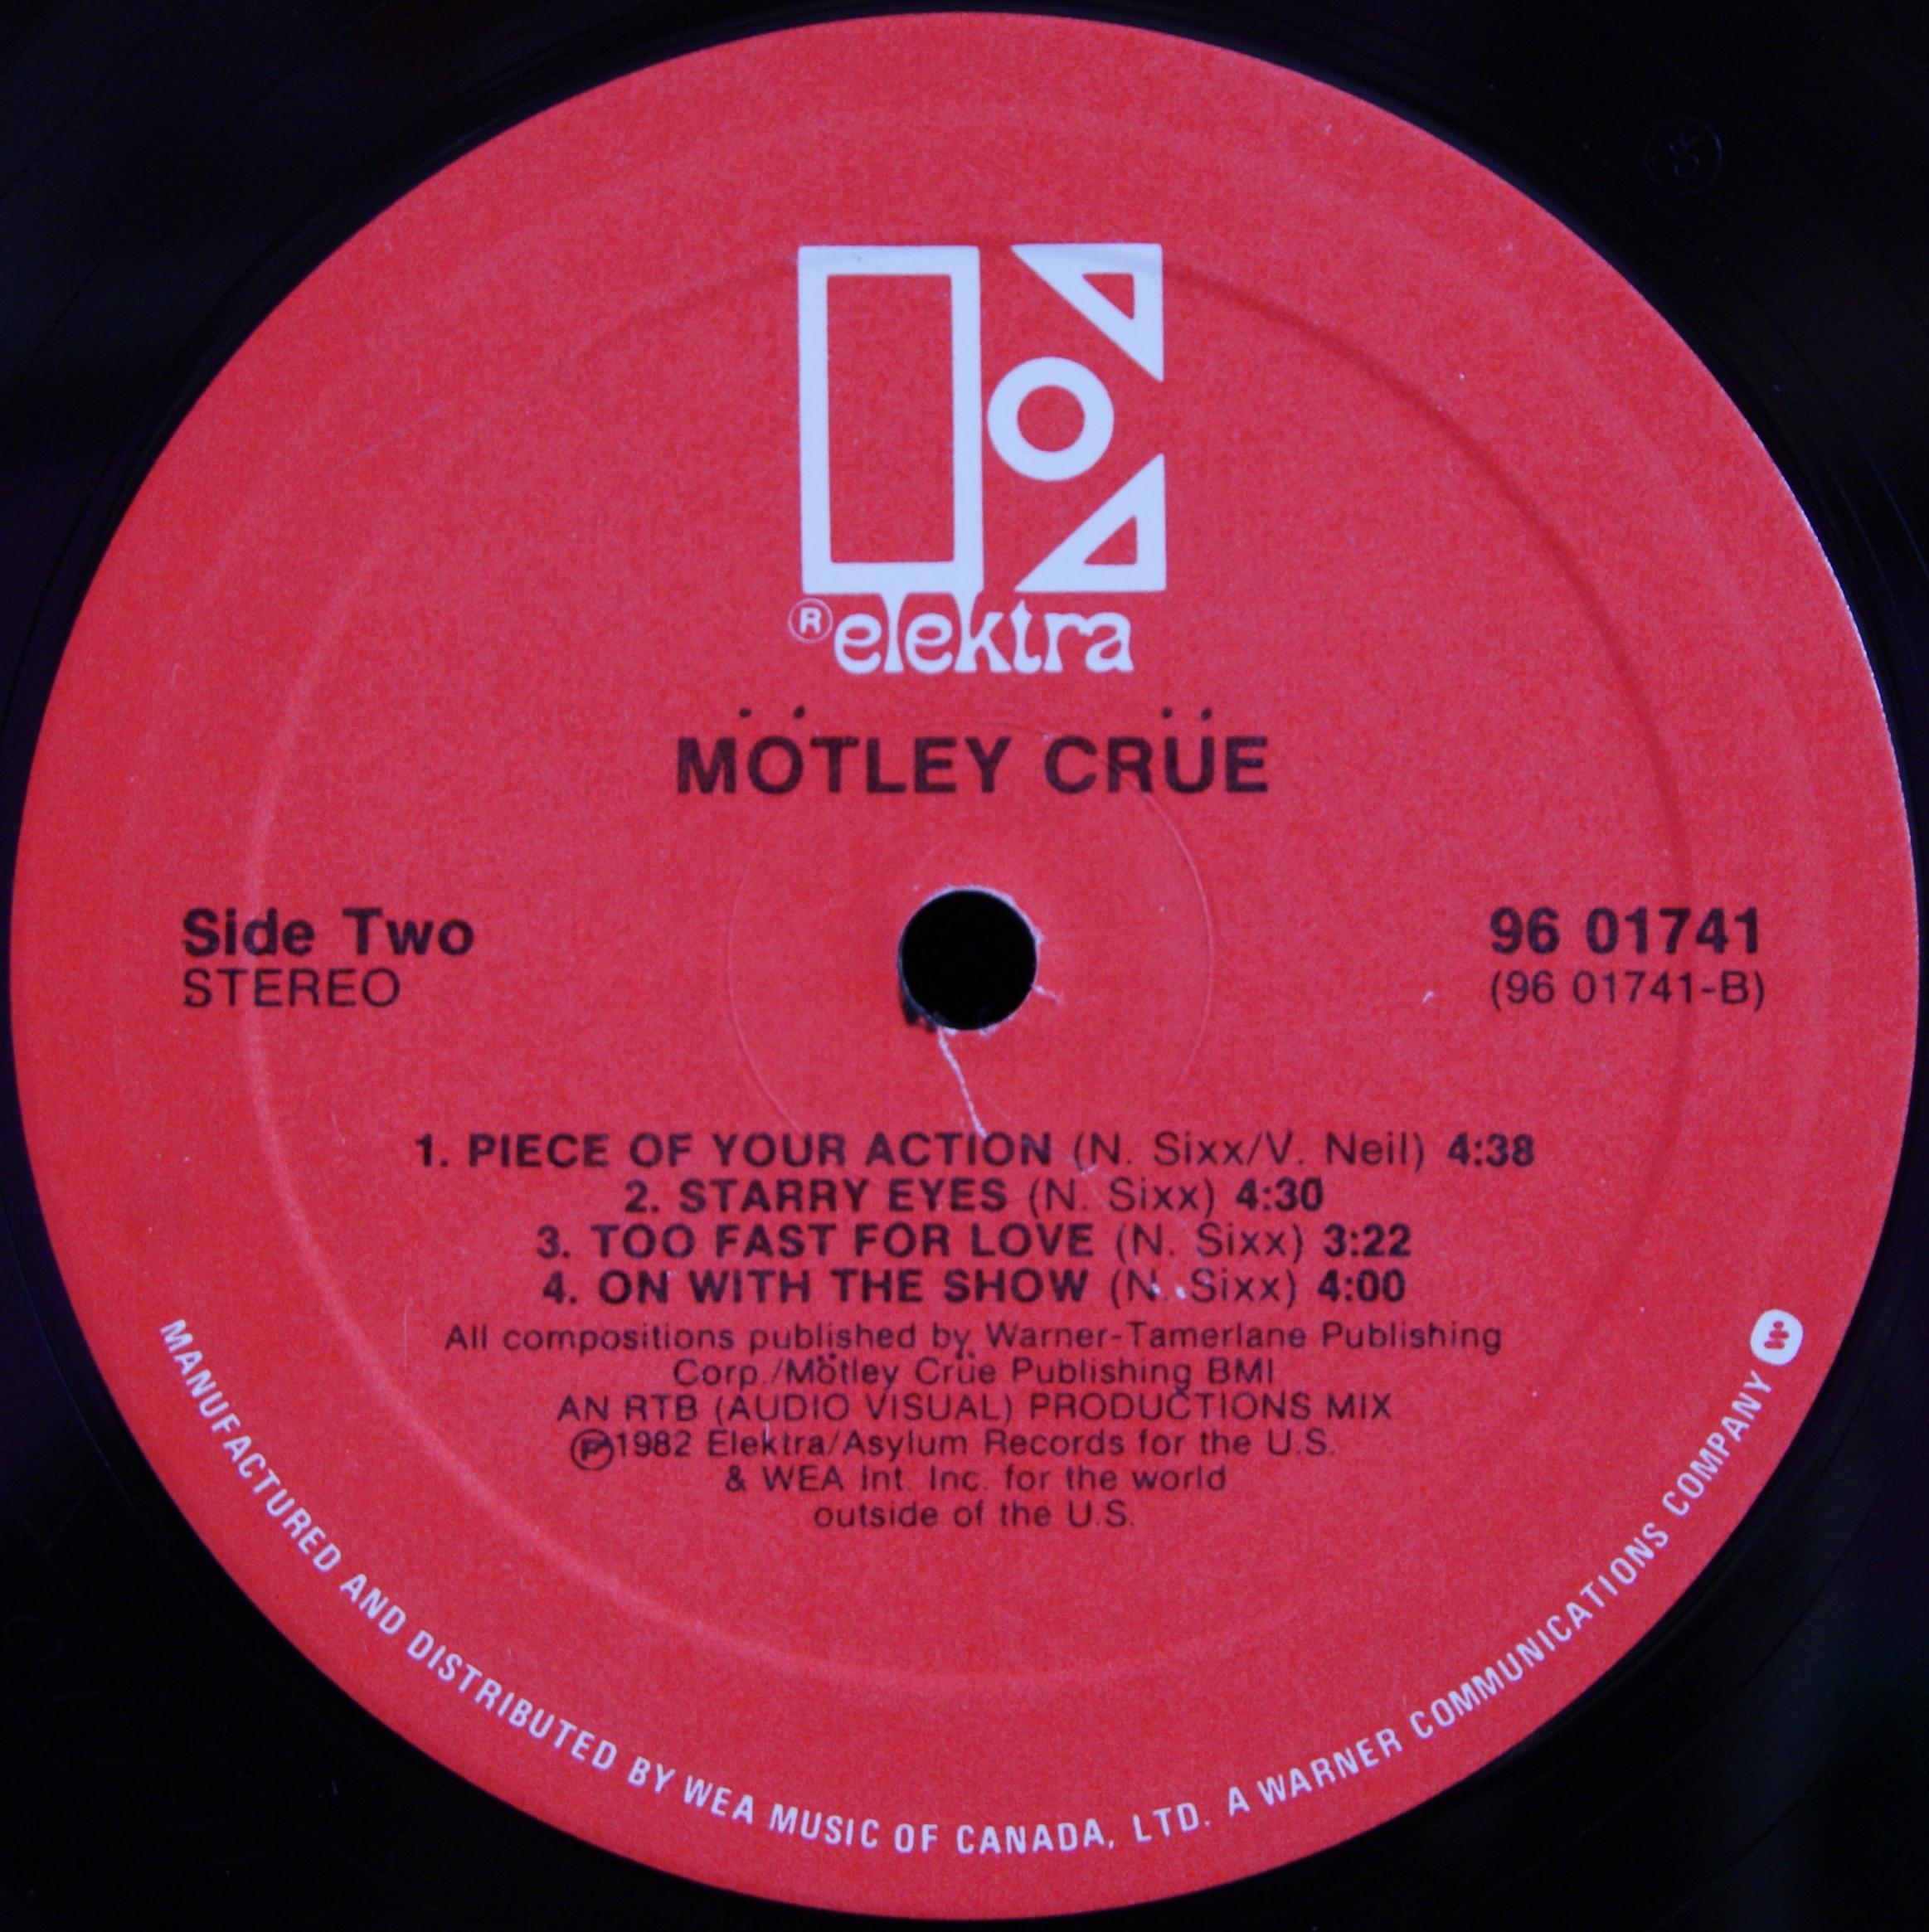 ® elektra
MÖTLEY CRÜE
Side Two
STEREO
96 01741
(96 01741-B)
1. PIECE OF YOUR ACTION (N. Sixx/V. Neil) 4:38
2. STARRY EYES (N. Sixx) 4:30
3. TOO FAST FOR LOVE (N. Sixx) 3:22
4. ON WITH THE SHOW (N. Sixx) 4:00
All compositions published by Warner-Tamerlane Publishing
Corp./Mötley Crüe Publishing BMI
AN RTB (AUDIO VISUAL) PRODUCTIONS MIX
℗1982 Elektra/Asylum Records for the U.S.
& WEA Int. Inc. for the world
outside of the U.S.
MANUFACTURED AND DISTRIBUTED BY WEA MUSIC OF CANADA, LTD. A WARNER COMMUNICATIONS COMPANY